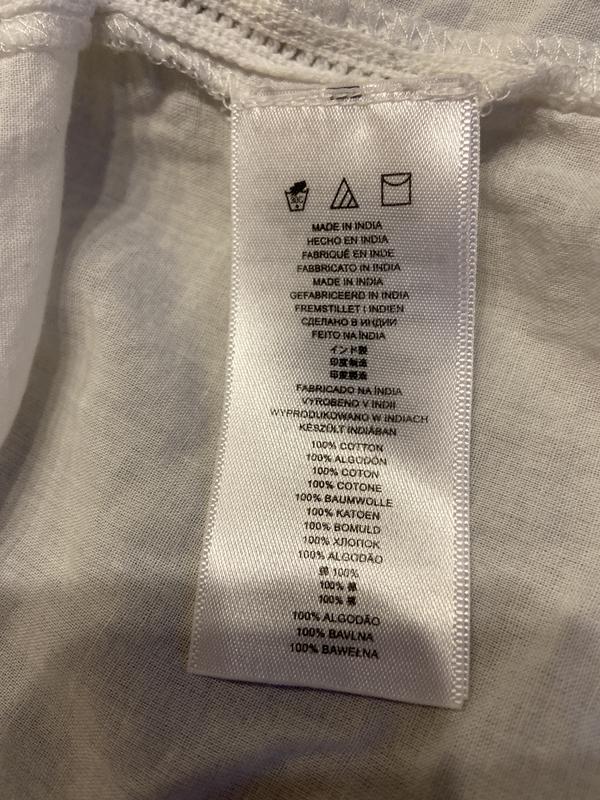 MADE IN INDIA
HECHO EN INDIA
FABRIQUÉ EN INDE
FABBRICATO IN INDIA
MADE IN INDIA
GEFABRICEERD IN INDIA
FREMSTILLET I INDIEN
СДЕЛАНО В ИНДИИ
FEITO NA ÍNDIA
インド製
印度制造
印度製造
FABRICADO NA ÍNDIA
VYROBENO V INDII
WYPRODUKOWANO W INDIACH
KÉSZÜLT INDIÁBAN
100% COTTON
100% ALGODÓN
100% COTON
100% COTONE
100% BAUMWOLLE
100% KATOEN
100% BOMULD
100% ХЛОПОК
100% ALGODÃO
綿 100%
100% 棉
100% 棉
100% ALGODÃO
100% BAVLNA
100% BAWEŁNA